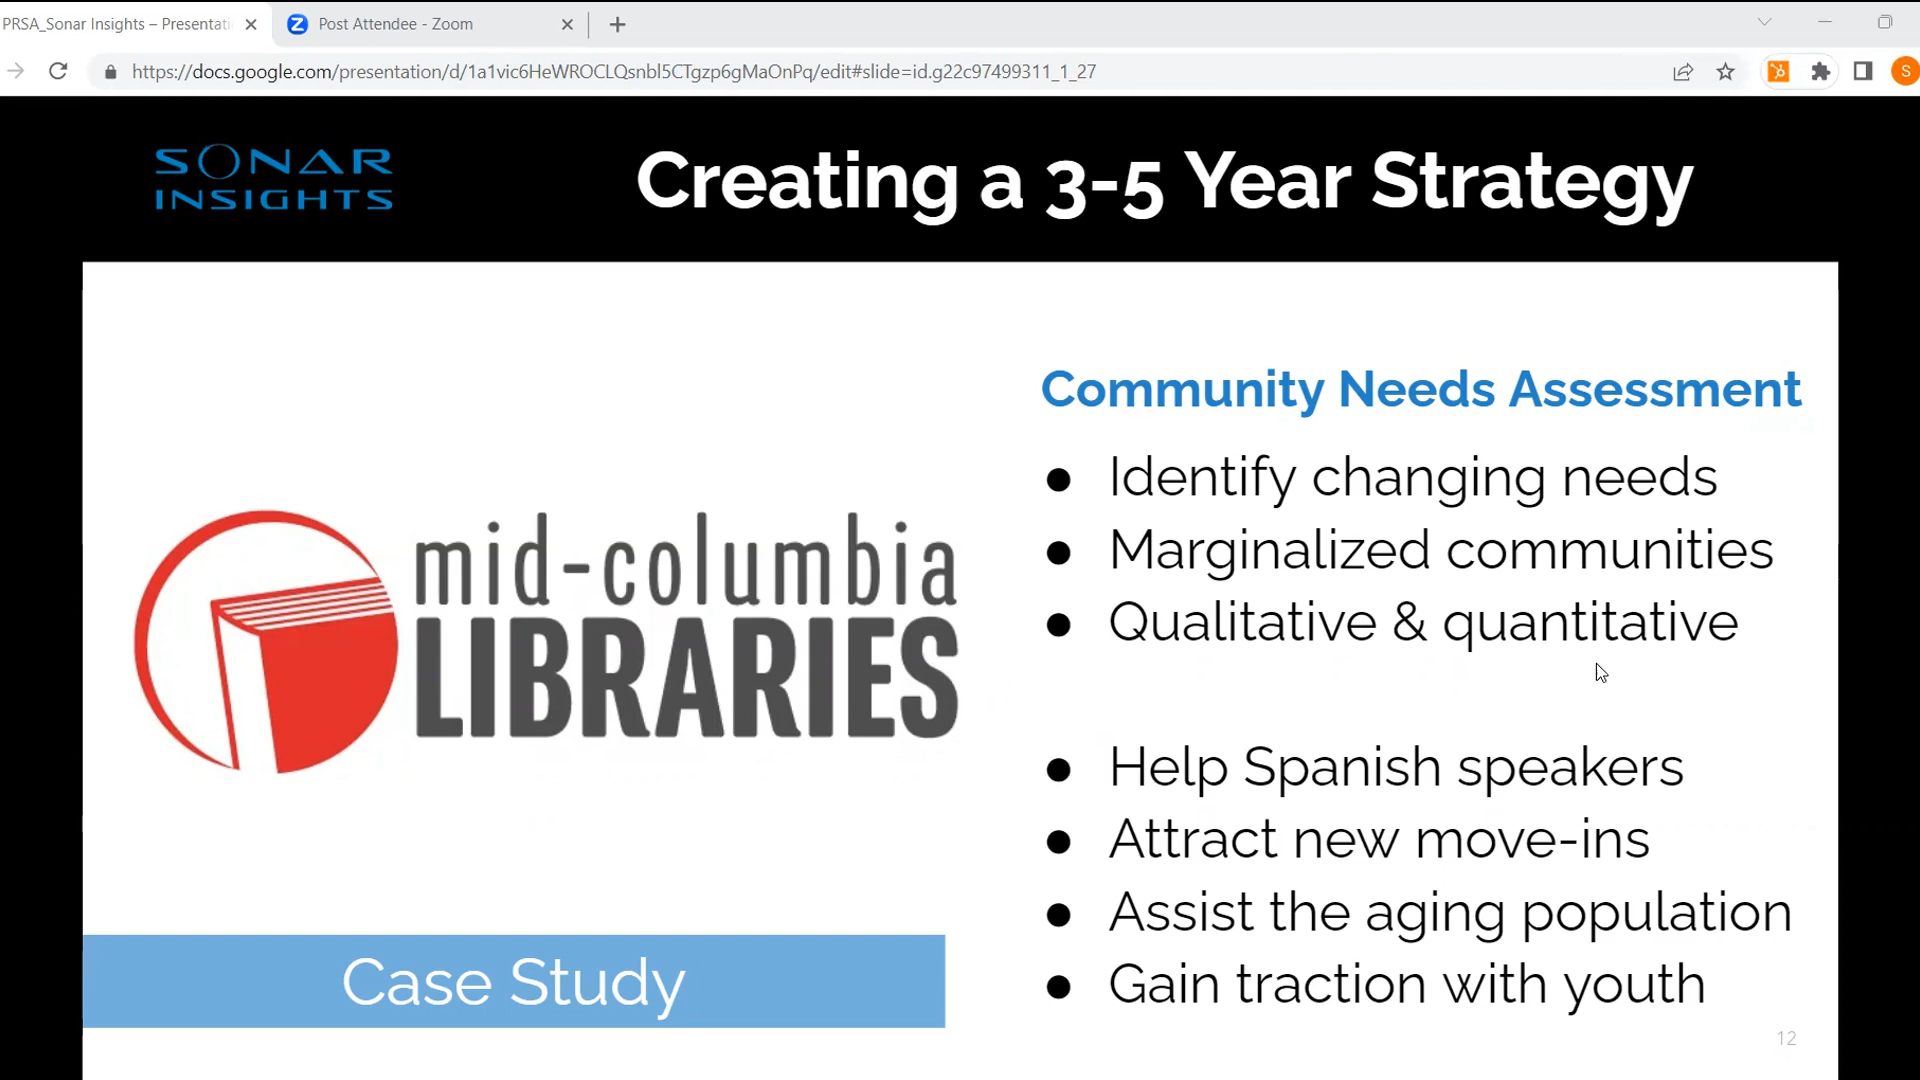 PRSA_Sonar Insights – Presentati
Post Attendee - Zoom
https://docs.google.com/presentation/d/1a1vic6HeWROCLQsnbl5CTgzp6gMaOnPq/edit#slide=id.g22c97499311_1_27
S
SONAR
INSIGHTS
Creating a 3-5 Year Strategy
mid-columbia
LIBRARIES
Case Study
Community Needs Assessment
● Identify changing needs
● Marginalized communities
● Qualitative & quantitative
● Help Spanish speakers
● Attract new move-ins
● Assist the aging population
● Gain traction with youth
12